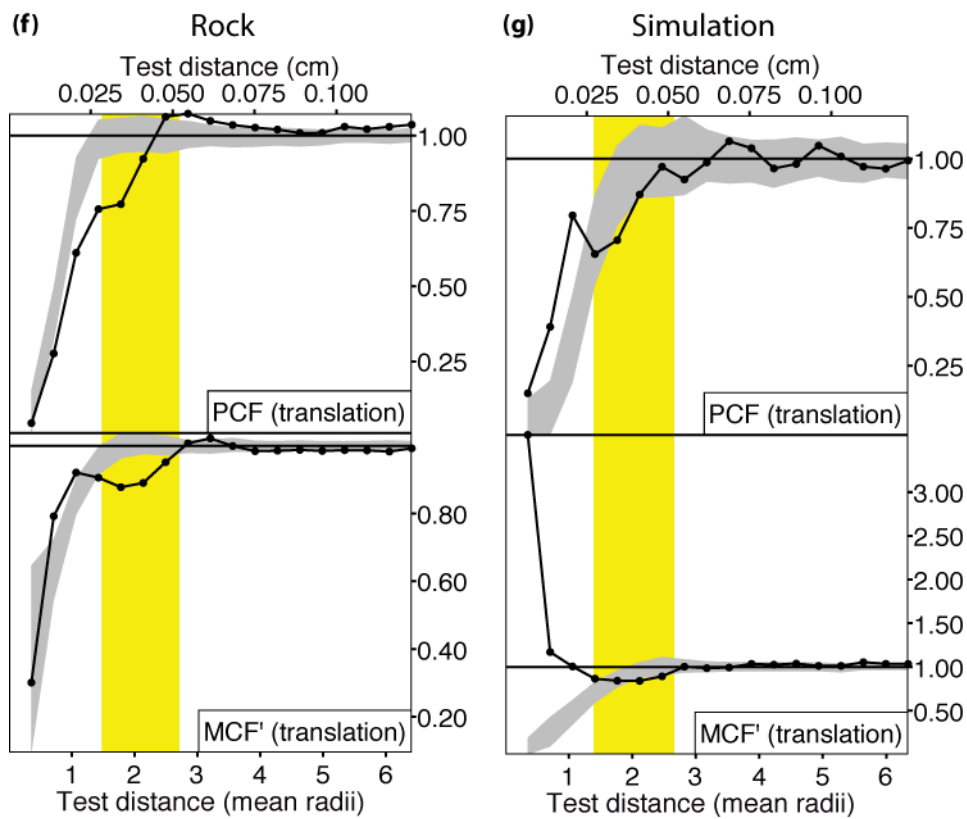 (f) Rock
Test distance (cm)
0.025 0.050 0.075 0.100
1.00
0.75
0.50
0.25
PCF (translation)
0.80
0.60
0.40
0.20
MCF' (translation)
1 2 3 4 5 6
Test distance (mean radii)
(g) Simulation
Test distance (cm)
0.025 0.050 0.075 0.100
1.00
0.75
0.50
0.25
PCF (translation)
3.00
2.50
2.00
1.50
1.00
0.50
MCF' (translation)
1 2 3 4 5 6
Test distance (mean radii)